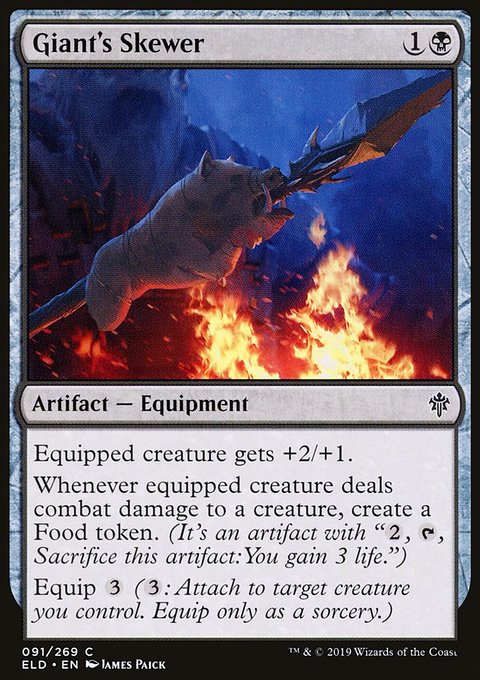 Giant's Skewer 1
Artifact — Equipment
Equipped creature gets +2/+1.
Whenever equipped creature deals
combat damage to a creature, create a
Food token. (It's an artifact with “2, ,
Sacrifice this artifact: You gain 3 life.”)
Equip 3 (3: Attach to target creature
you control. Equip only as a sorcery.)
091/269 C
ELD • EN James Paick
™ & © 2019 Wizards of the Coast